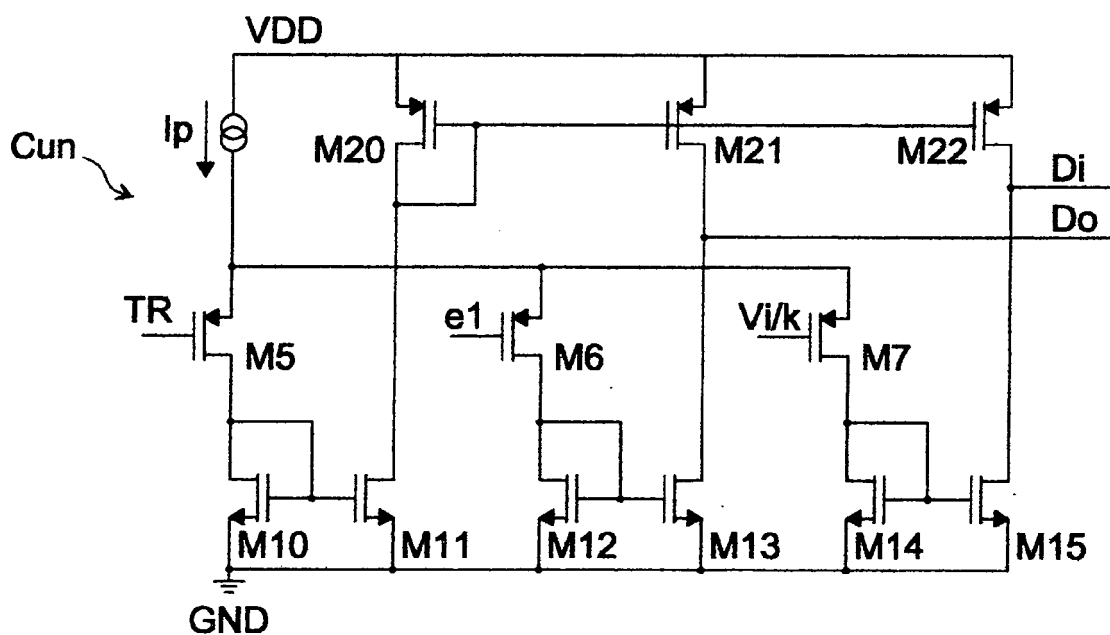 VDD
Ip
Cun
M20
M21
M22
Di
Do
TR
M5
e1
M6
Vi/k
M7
M10
M11
M12
M13
M14
M15
GND